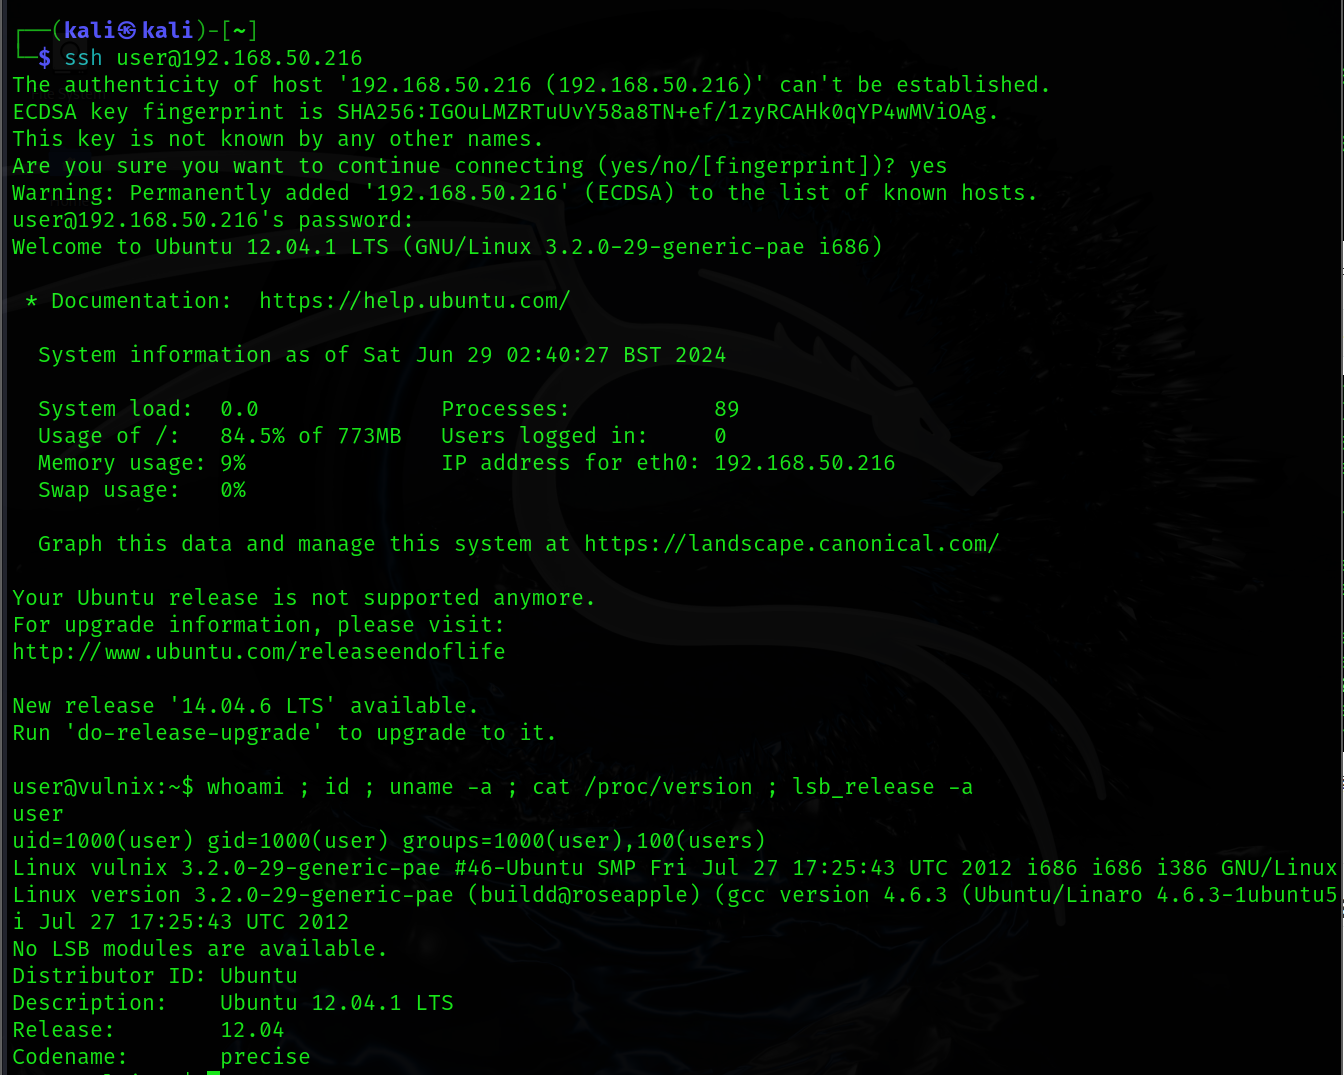 ┌──(kali㉿kali)-[~]
└─$ ssh user@192.168.50.216
The authenticity of host '192.168.50.216 (192.168.50.216)' can't be established.
ECDSA key fingerprint is SHA256:IGOuLMZRTuUvY58a8TN+ef/1zyRCAHk0qYP4wMViOAg.
This key is not known by any other names.
Are you sure you want to continue connecting (yes/no/[fingerprint])? yes
Warning: Permanently added '192.168.50.216' (ECDSA) to the list of known hosts.
user@192.168.50.216's password:
Welcome to Ubuntu 12.04.1 LTS (GNU/Linux 3.2.0-29-generic-pae i686)
* Documentation:  https://help.ubuntu.com/
System information as of Sat Jun 29 02:40:27 BST 2024
System load:  0.0              Processes:           89
Usage of /:   84.5% of 773MB   Users logged in:     0
Memory usage: 9%               IP address for eth0: 192.168.50.216
Swap usage:   0%
Graph this data and manage this system at https://landscape.canonical.com/
Your Ubuntu release is not supported anymore.
For upgrade information, please visit:
http://www.ubuntu.com/releaseendoflife
New release '14.04.6 LTS' available.
Run 'do-release-upgrade' to upgrade to it.
user@vulnix:~$ whoami ; id ; uname -a ; cat /proc/version ; lsb_release -a
user
uid=1000(user) gid=1000(user) groups=1000(user),100(users)
Linux vulnix 3.2.0-29-generic-pae #46-Ubuntu SMP Fri Jul 27 17:25:43 UTC 2012 i686 i686 i386 GNU/Linux
Linux version 3.2.0-29-generic-pae (buildd@roseapple) (gcc version 4.6.3 (Ubuntu/Linaro 4.6.3-1ubuntu5
i Jul 27 17:25:43 UTC 2012
No LSB modules are available.
Distributor ID: Ubuntu
Description:    Ubuntu 12.04.1 LTS
Release:        12.04
Codename:       precise